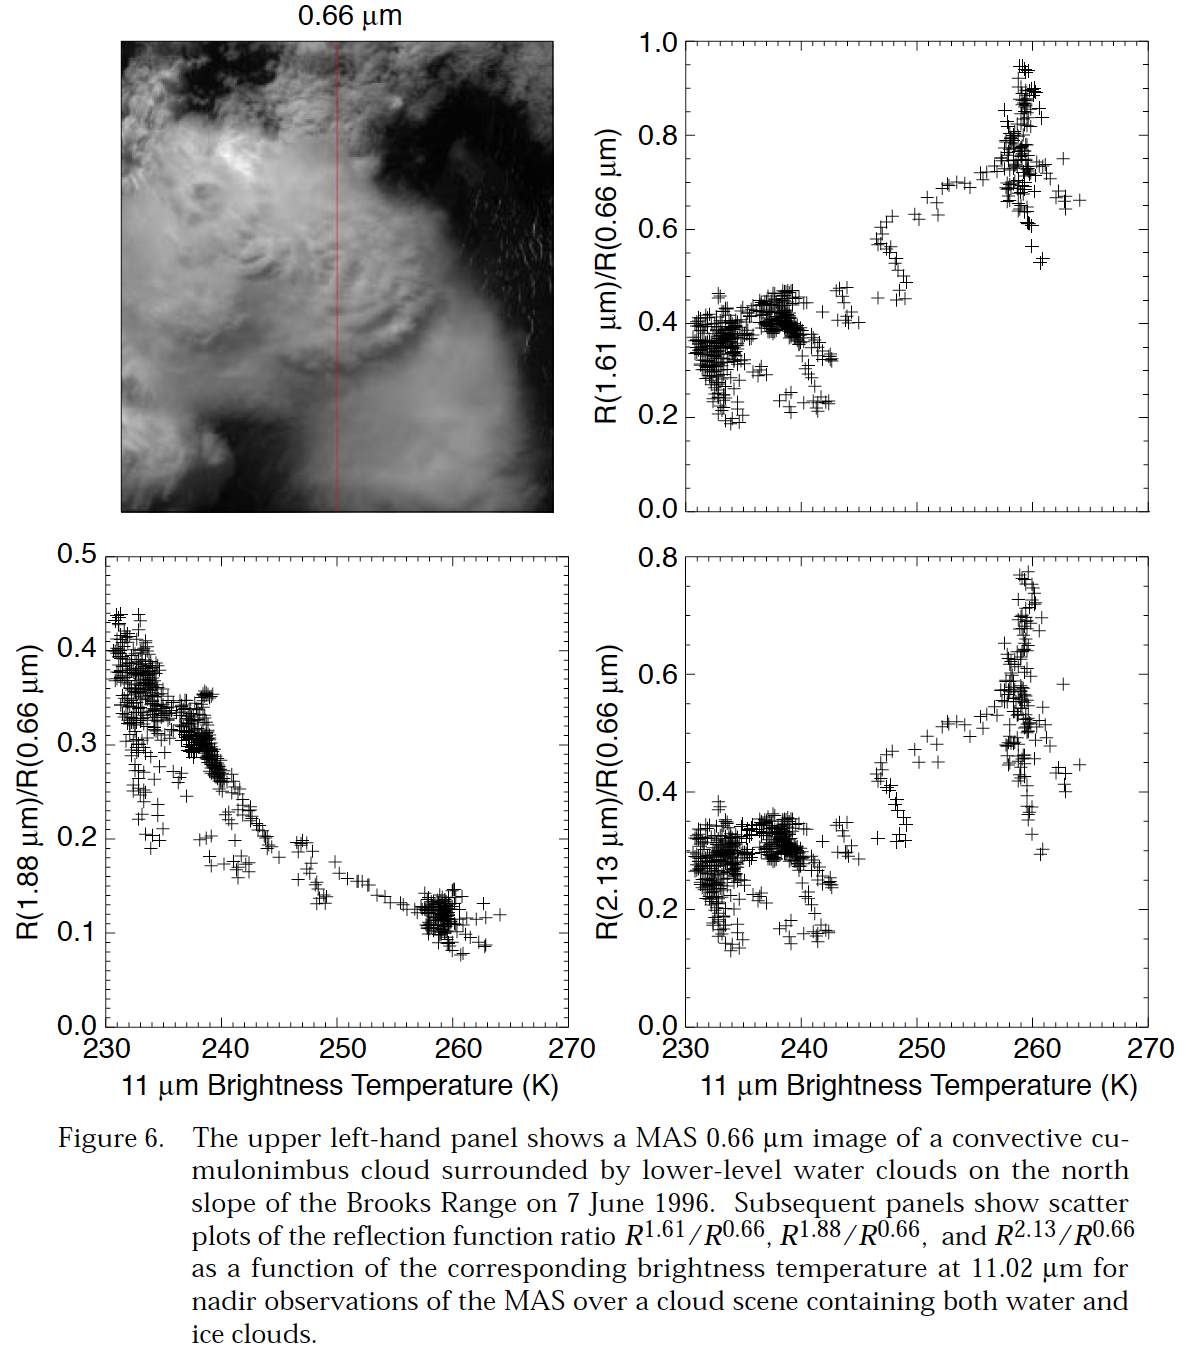 0.66 μm
1.0
0.8
0.6
0.4
0.2
0.0
R(1.61 μm)/R(0.66 μm)
0.5
0.4
0.3
0.2
0.1
0.0
R(1.88 μm)/R(0.66 μm)
230 240 250 260 270
11 μm Brightness Temperature (K)
0.8
0.6
0.4
0.2
0.0
R(2.13 μm)/R(0.66 μm)
230 240 250 260 270
11 μm Brightness Temperature (K)
Figure 6. The upper left-hand panel shows a MAS 0.66 μm image of a convective cu-
mulonimbus cloud surrounded by lower-level water clouds on the north
slope of the Brooks Range on 7 June 1996. Subsequent panels show scatter
plots of the reflection function ratio R1.61/R0.66, R1.88/R0.66, and R2.13/R0.66
as a function of the corresponding brightness temperature at 11.02 μm for
nadir observations of the MAS over a cloud scene containing both water and
ice clouds.